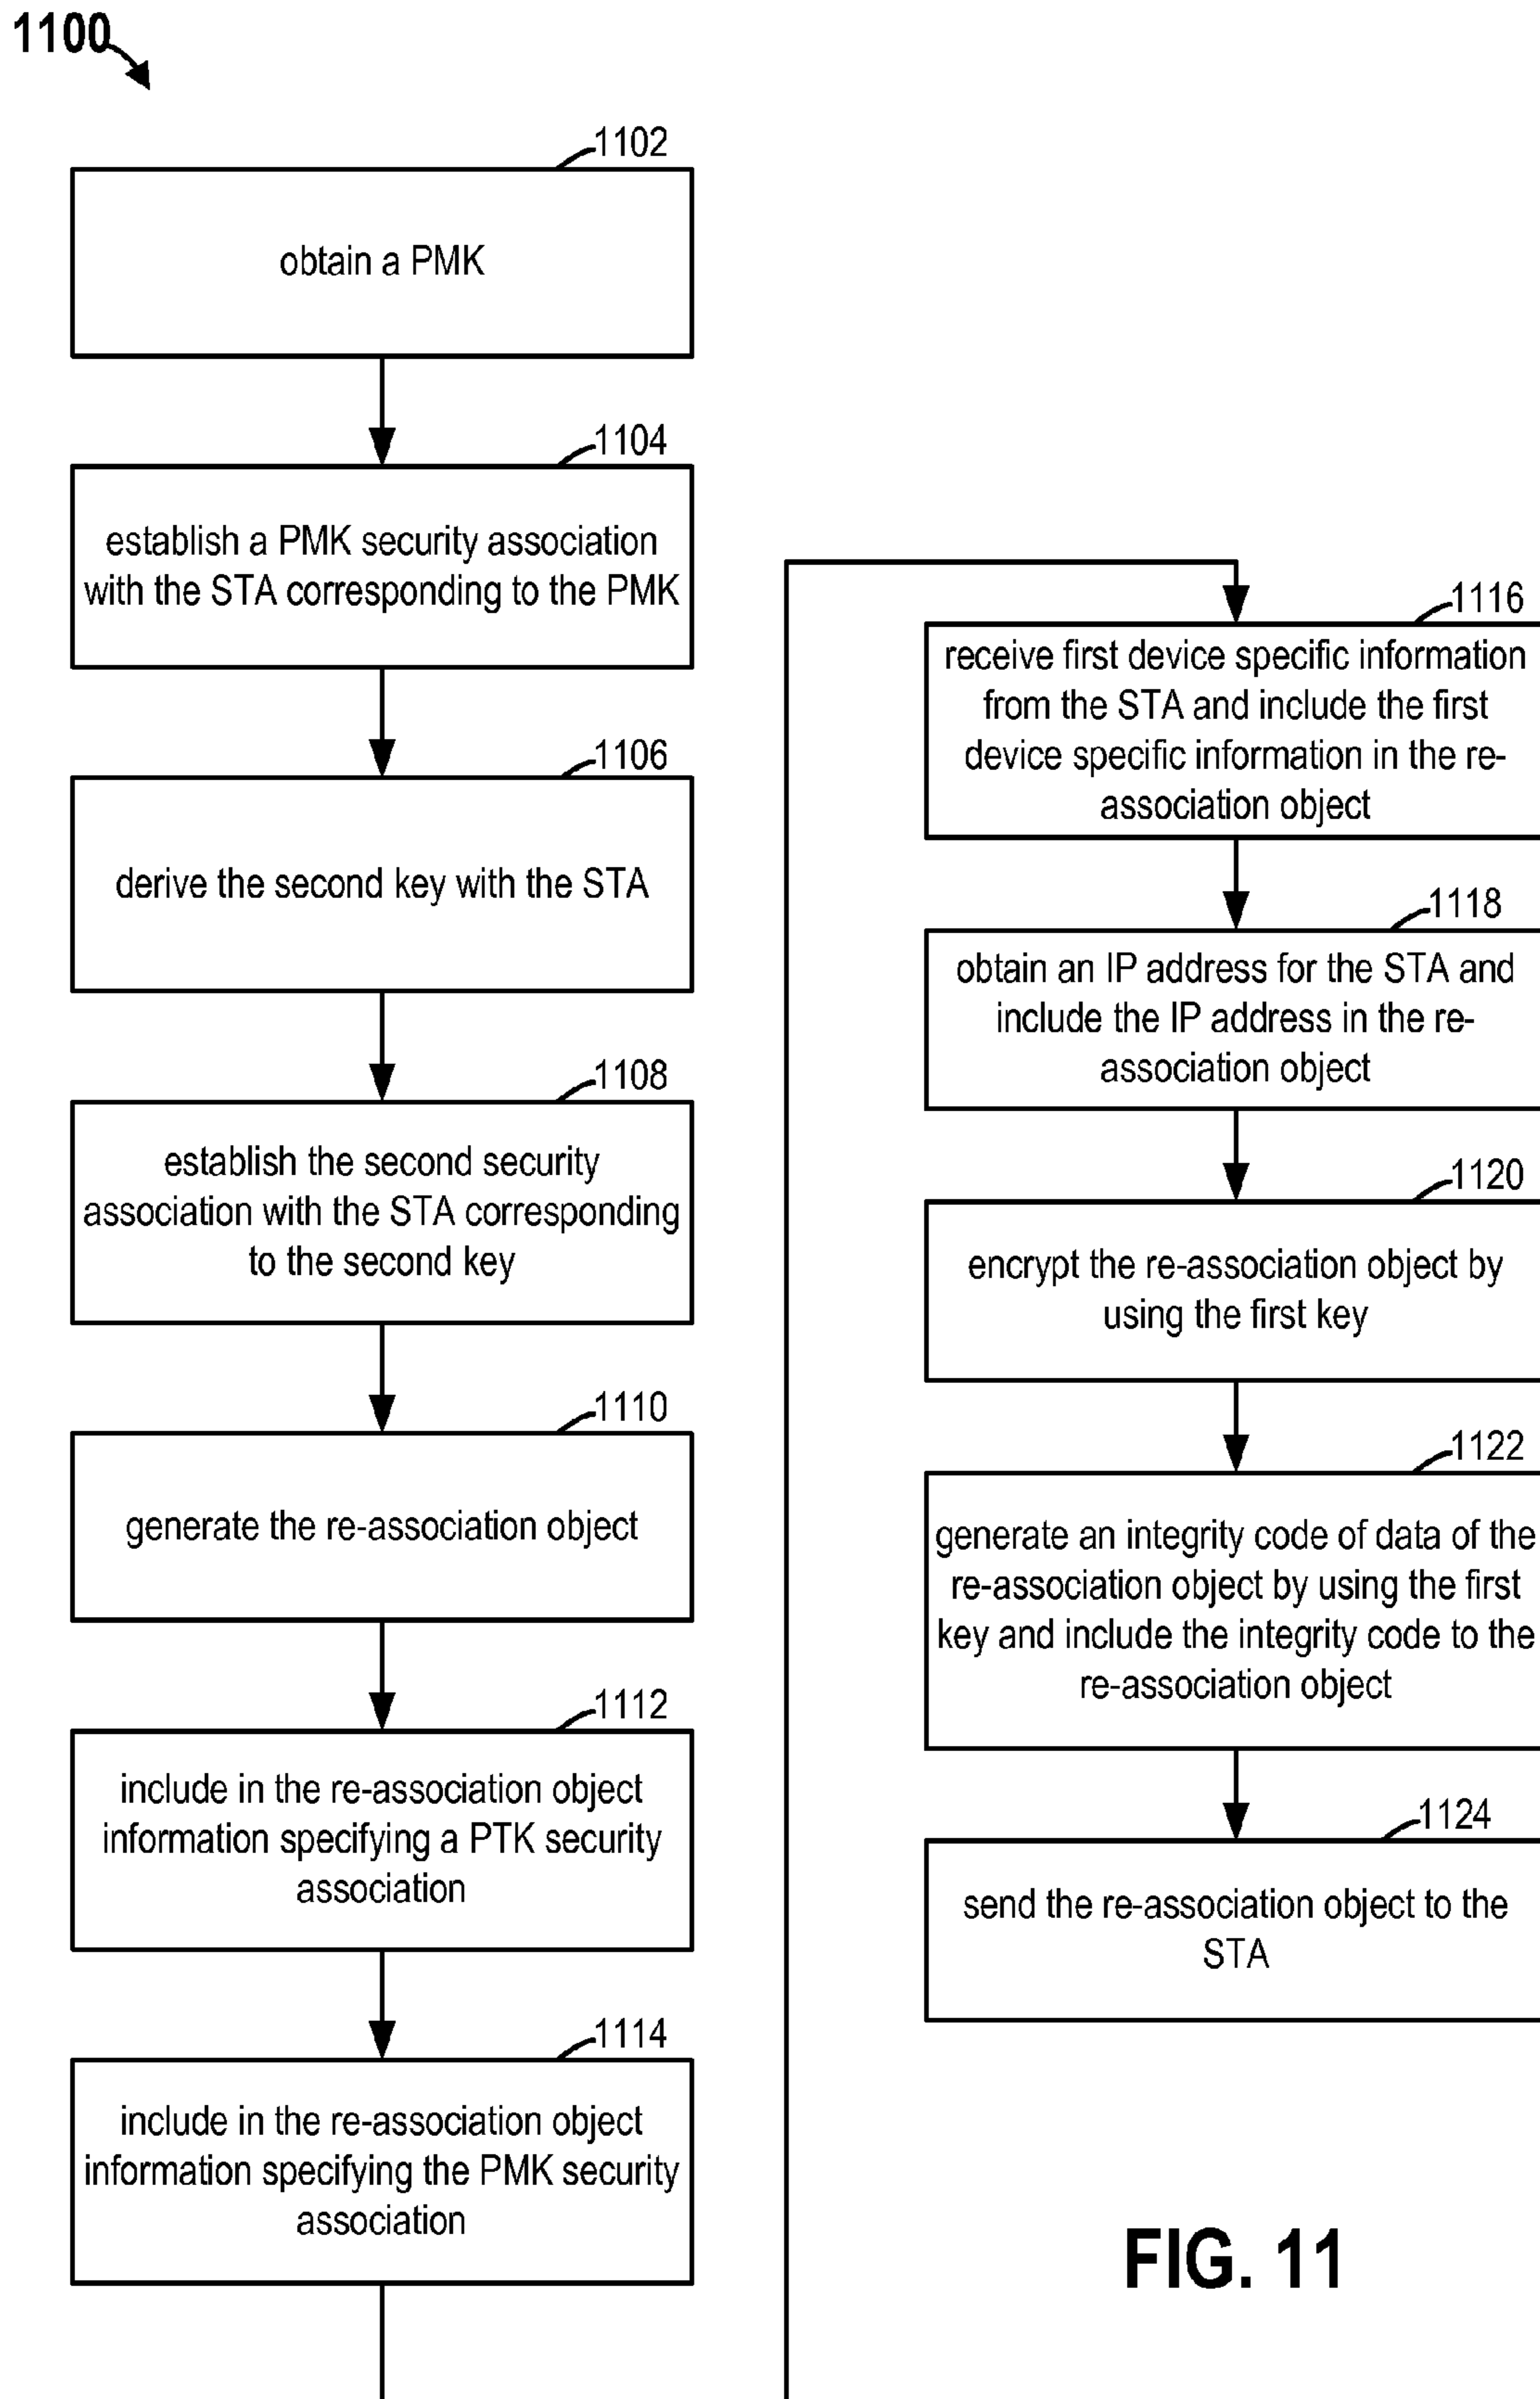 1100
1102
obtain a PMK
1104
establish a PMK security association
with the STA corresponding to the PMK
1106
derive the second key with the STA
1108
establish the second security
association with the STA corresponding
to the second key
1110
generate the re-association object
1112
include in the re-association object
information specifying a PTK security
association
1114
include in the re-association object
information specifying the PMK security
association
1116
receive first device specific information
from the STA and include the first
device specific information in the re-
association object
1118
obtain an IP address for the STA and
include the IP address in the re-
association object
1120
encrypt the re-association object by
using the first key
1122
generate an integrity code of data of the
re-association object by using the first
key and include the integrity code to the
re-association object
1124
send the re-association object to the
STA
FIG. 11